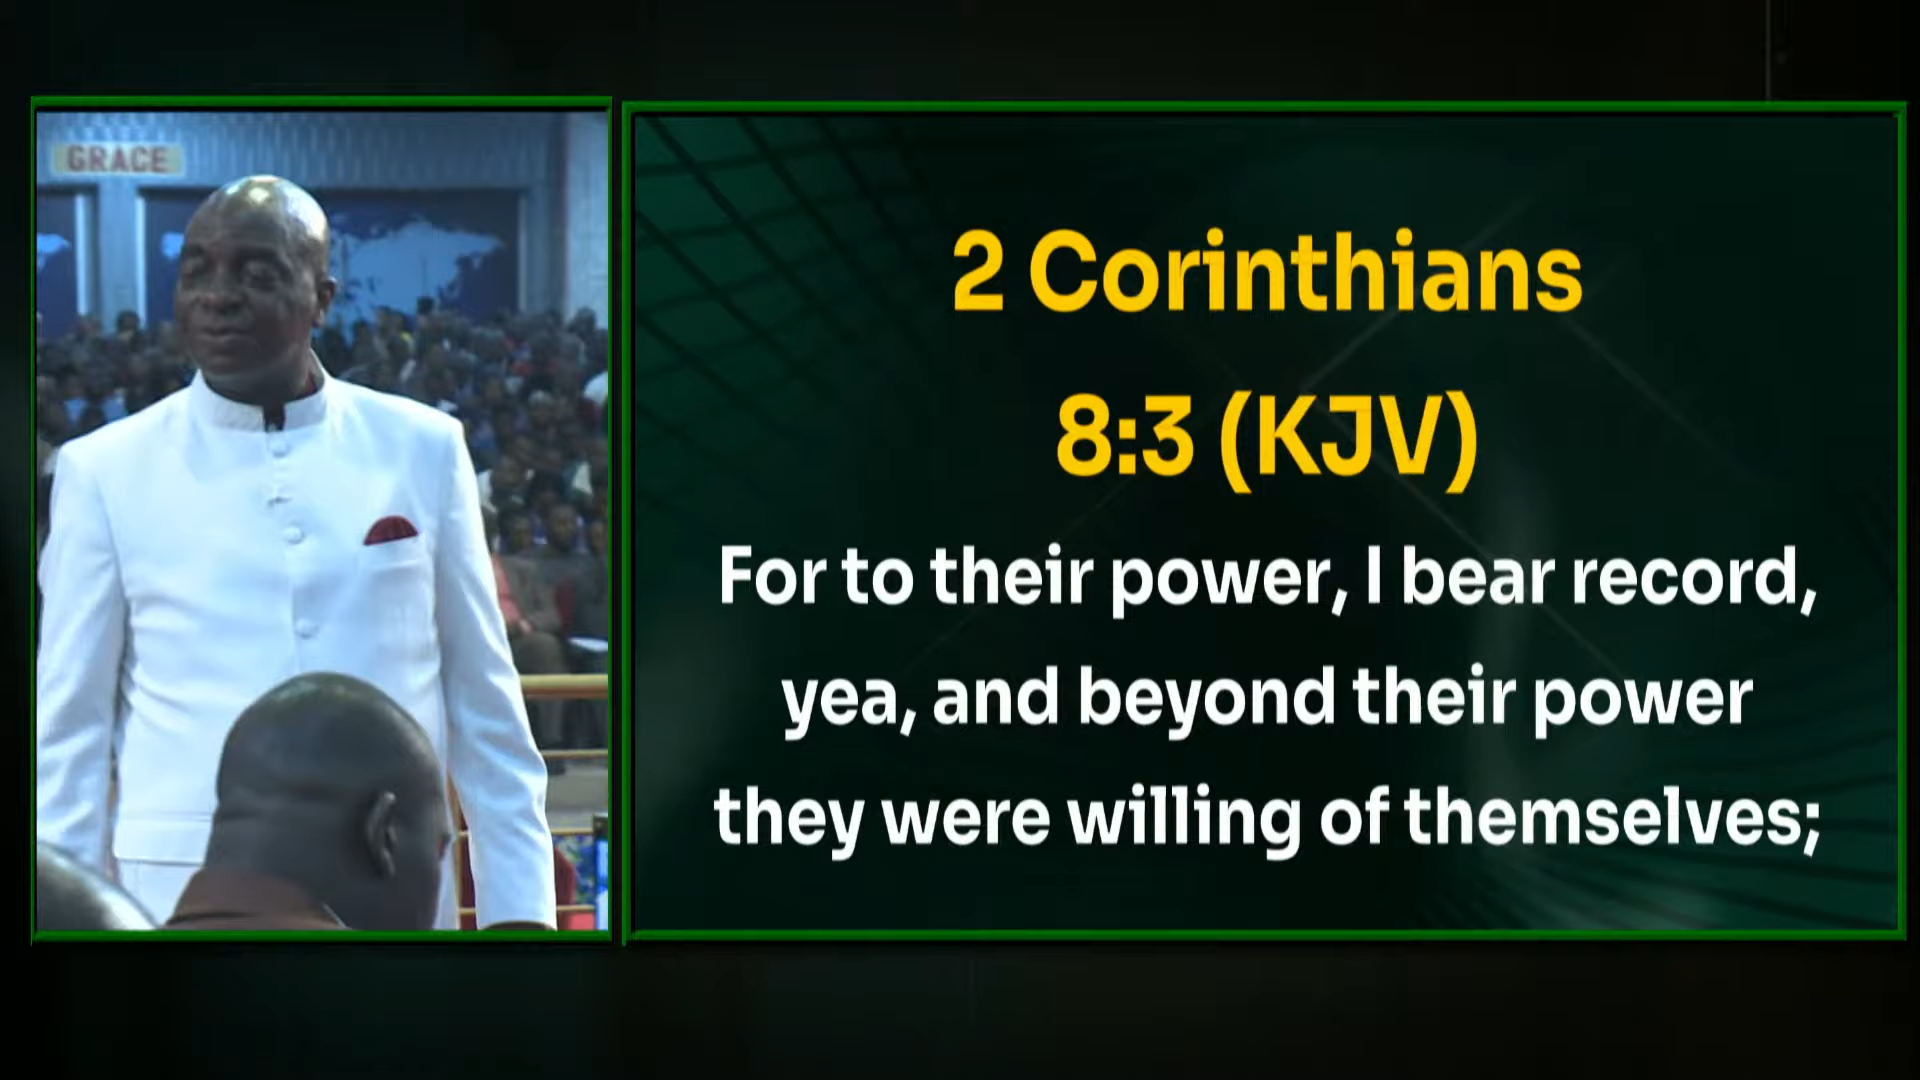 GRACE
2 Corinthians
8:3 (KJV)
For to their power, I bear record,
yea, and beyond their power
they were willing of themselves;